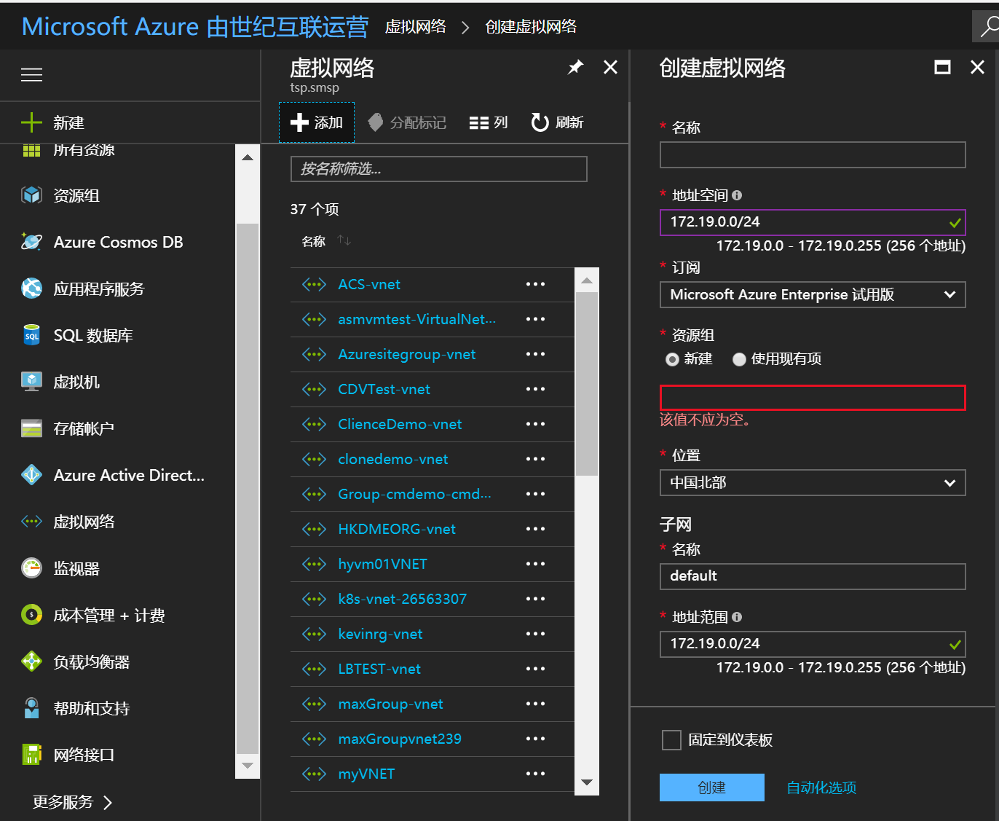 Microsoft Azure 由世纪互联运营
虚拟网络 > 创建虚拟网络
新建
所有资源
资源组
Azure Cosmos DB
应用程序服务
SQL 数据库
虚拟机
存储帐户
Azure Active Direct...
虚拟网络
监视器
成本管理 + 计费
负载均衡器
帮助和支持
网络接口
更多服务 >
虚拟网络
tsp.smsp
添加 分配标记 列 刷新
按名称筛选...
37 个项
名称
ACS-vnet
asmvmtest-VirtualNet...
Azuresitegroup-vnet
CDVTest-vnet
ClienceDemo-vnet
clonedemo-vnet
Group-cmdemo-cmd...
HKDMEORG-vnet
hyvm01VNET
k8s-vnet-26563307
kevinrg-vnet
LBTEST-vnet
maxGroup-vnet
maxGroupvnet239
myVNET
创建虚拟网络
* 名称
* 地址空间
172.19.0.0/24
172.19.0.0 - 172.19.0.255 (256 个地址)
* 订阅
Microsoft Azure Enterprise 试用版
* 资源组
新建 使用现有项
该值不应为空。
* 位置
中国北部
子网
* 名称
default
* 地址范围
172.19.0.0/24
172.19.0.0 - 172.19.0.255 (256 个地址)
固定到仪表板
创建 自动化选项